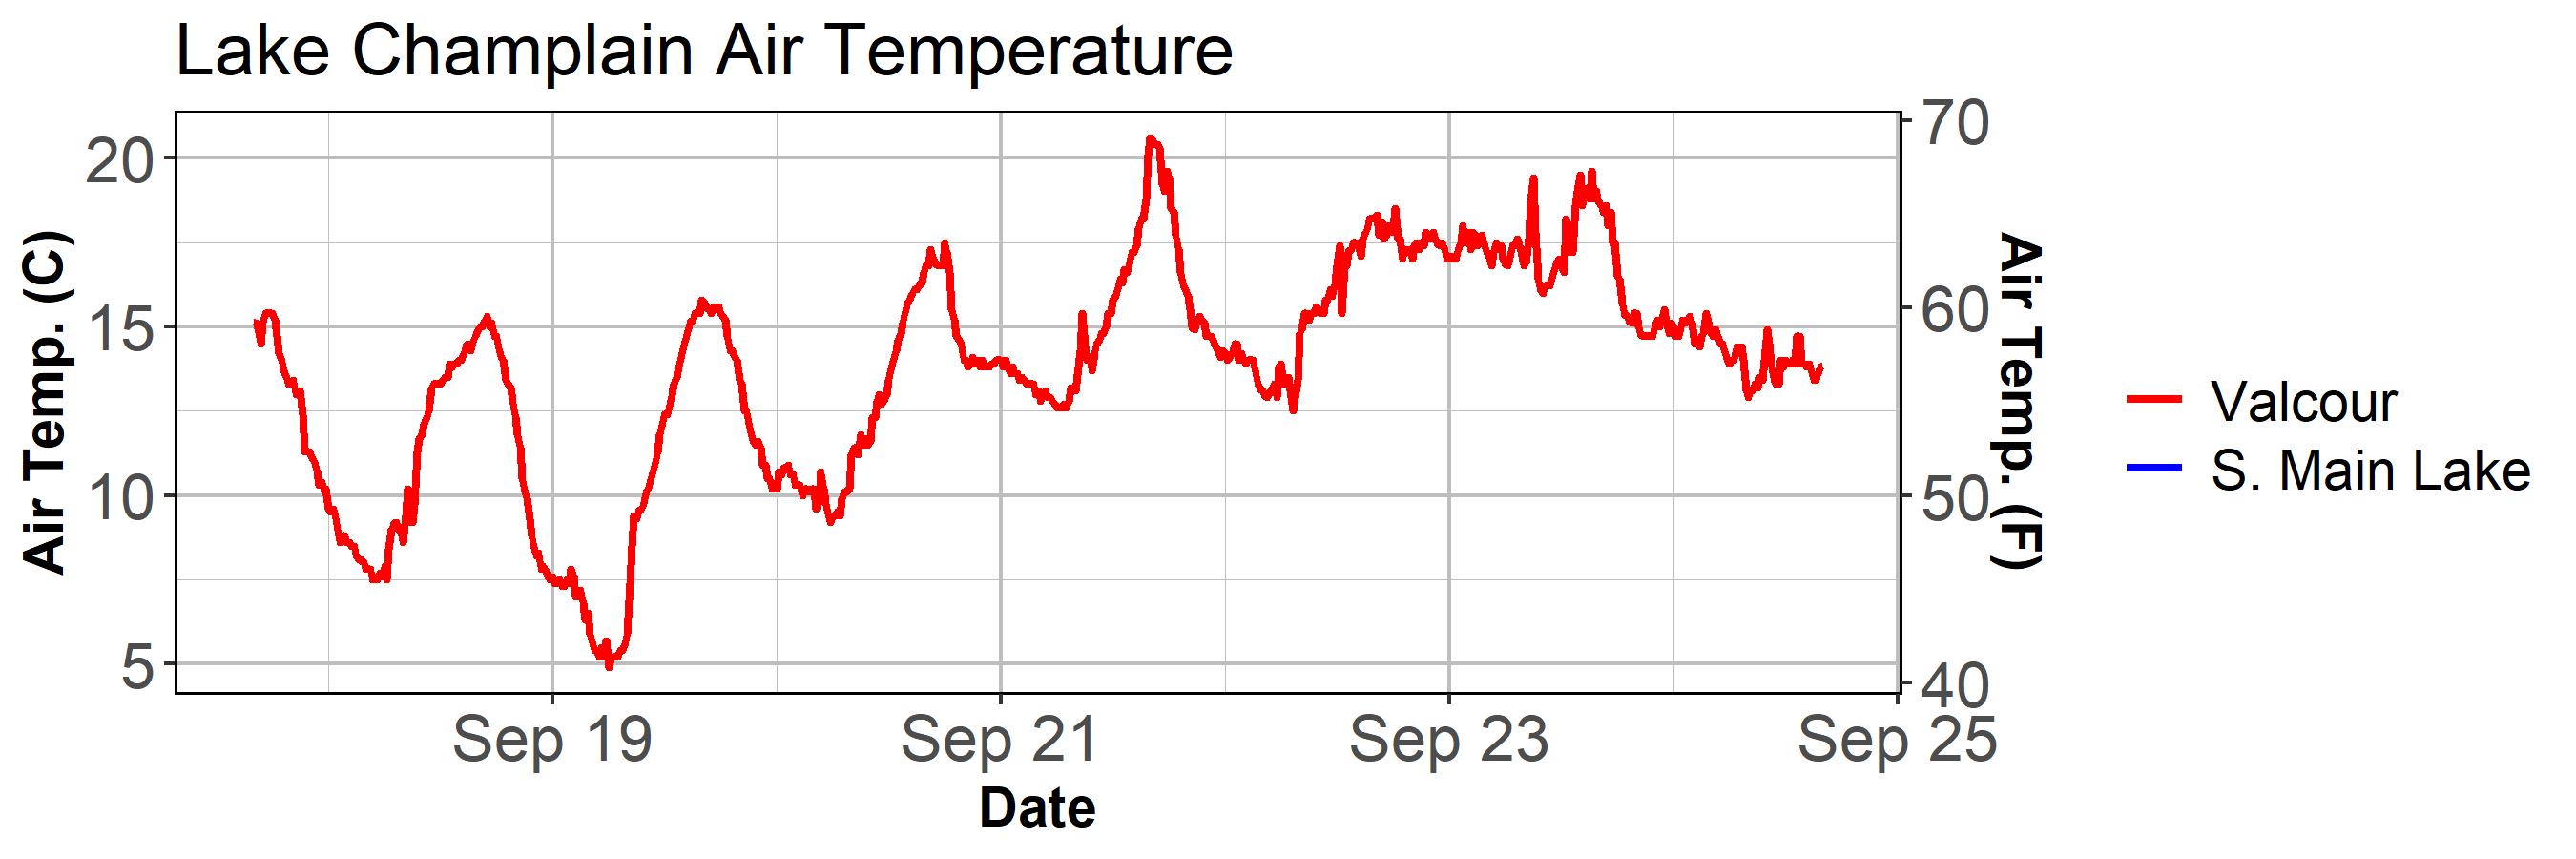 Lake Champlain Air Temperature
Air Temp. (C)
20
15
10
5
70
60
50
40
Air Temp. (F)
Sep 19
Sep 21
Sep 23
Sep 25
Date
Valcour
S. Main Lake